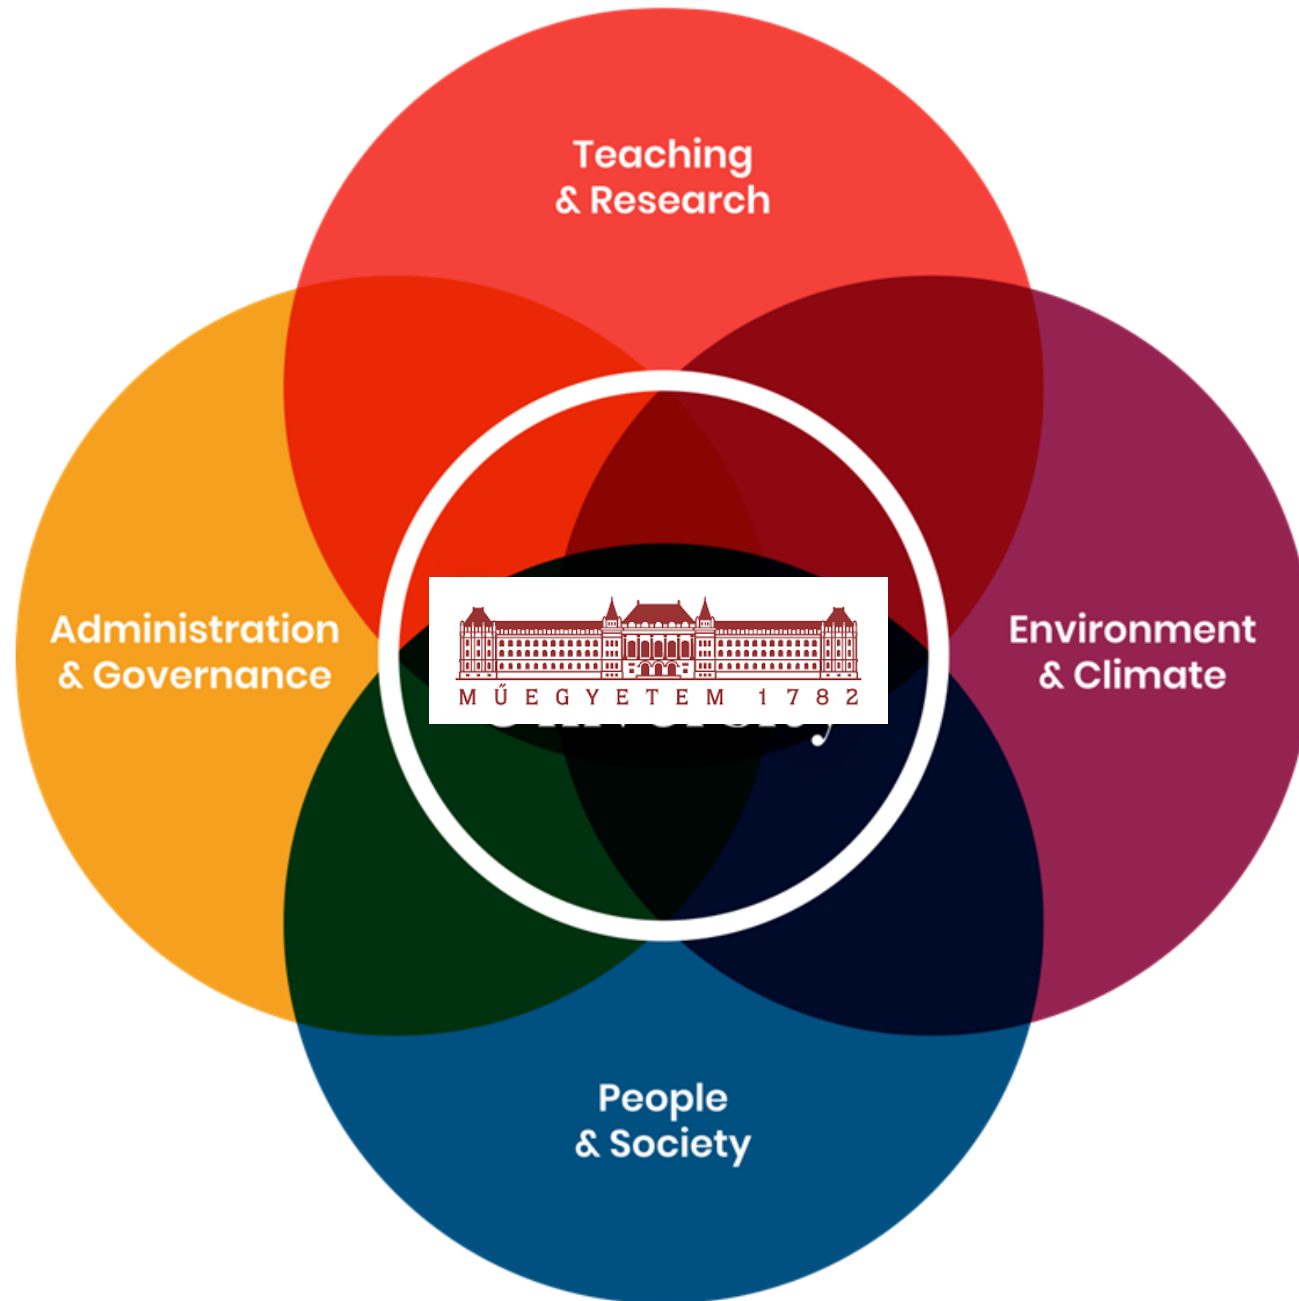 Teaching
& Research
Administration
& Governance
Environment
& Climate
MŰEGYETEM 1782
People
& Society